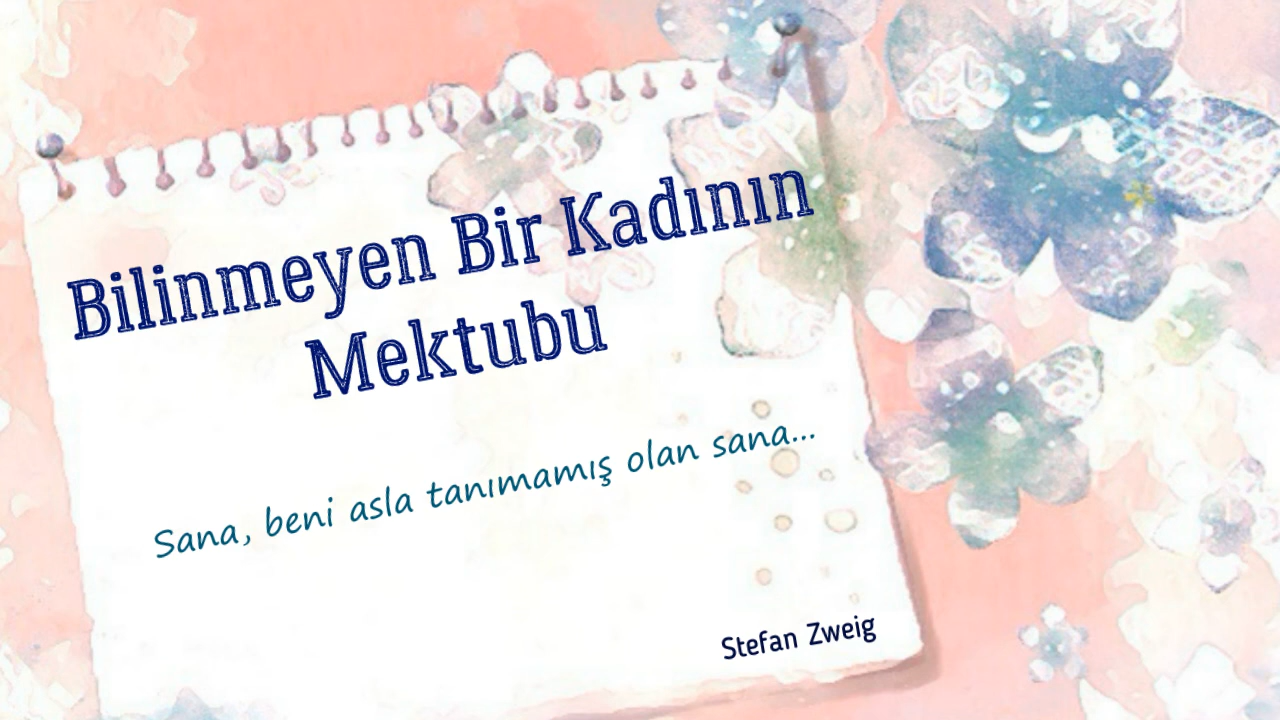 Bilinmeyen Bir Kadının
Mektubu
Sana, beni asla tanımamış olan sana...
Stefan Zweig